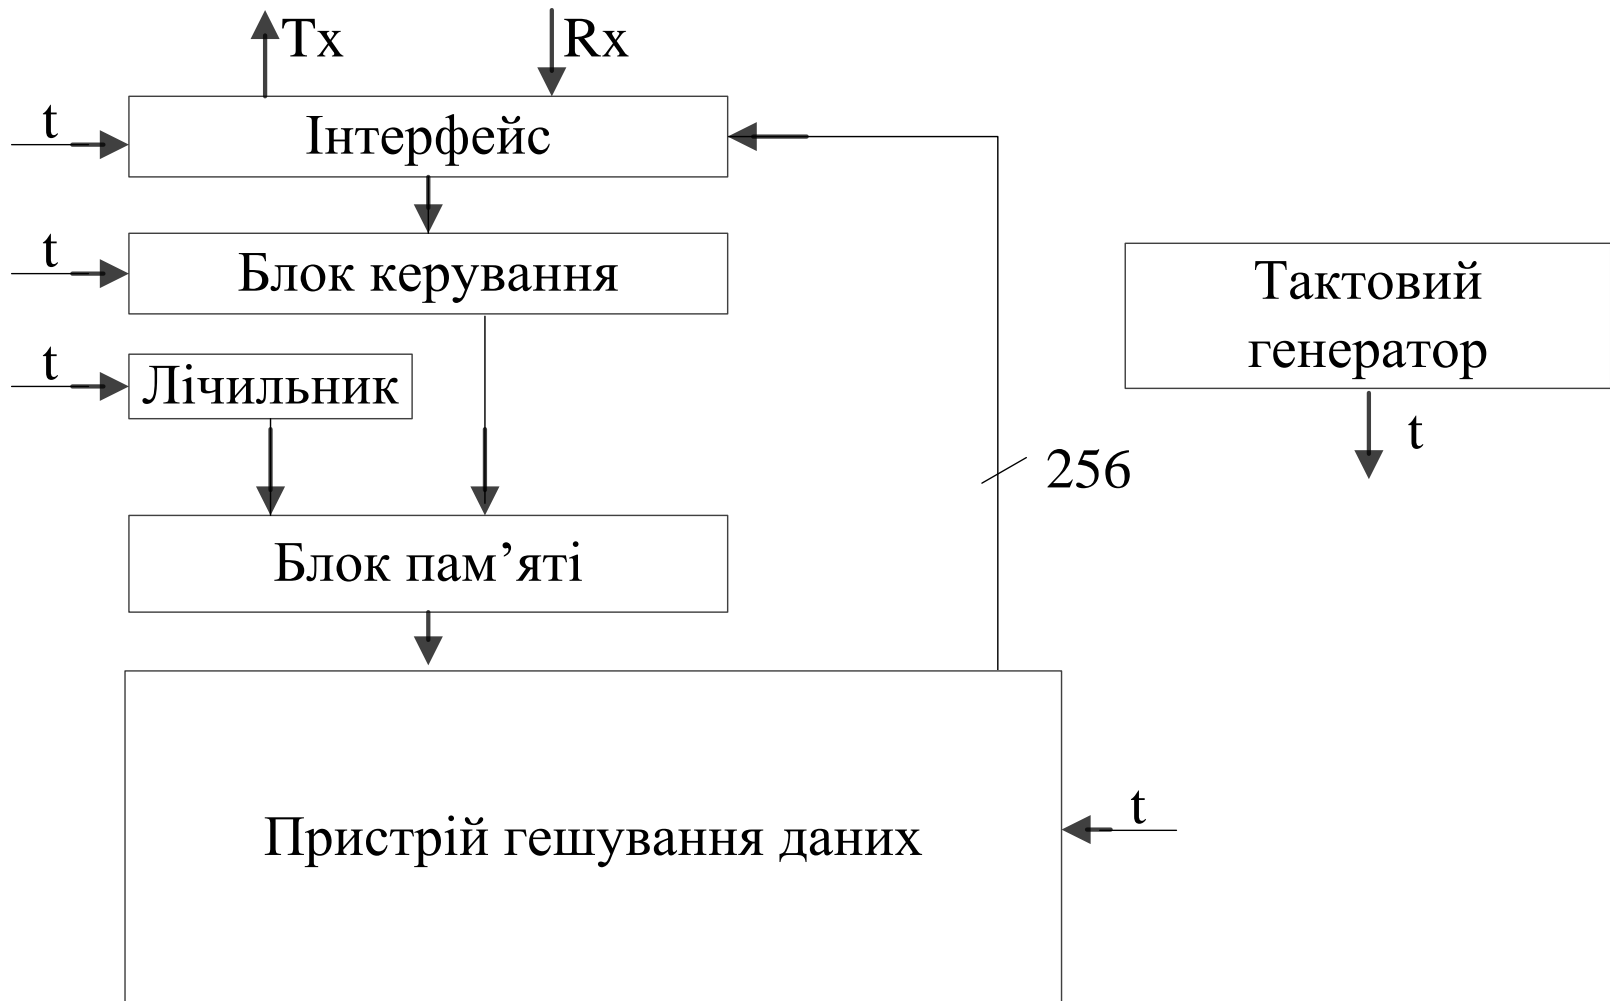 Tx
Rx
t
Інтерфейс
t
Блок керування
Тактовий
генератор
t
Лічильник
t
256
Блок пам’яті
t
Пристрій гешування даних